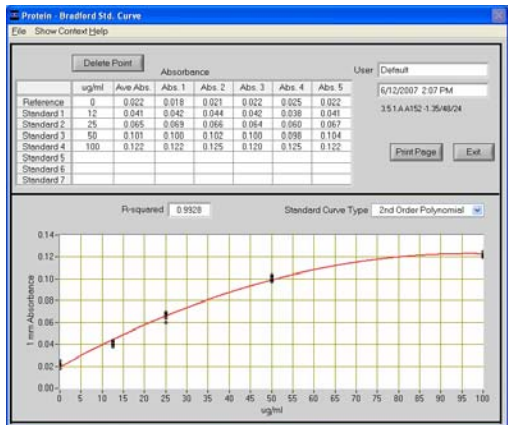 Protein - Bradford Std. Curve
File Show Context Help
Delete Point
Absorbance
User Default
6/12/2007 2:07 PM
3.5.1.A A152 -1.35/48/24
Print Page Exit
ug/ml Ave Abs. Abs. 1 Abs. 2 Abs. 3 Abs. 4 Abs. 5
Reference 0 0.022 0.018 0.021 0.022 0.025 0.022
Standard 1 12 0.041 0.042 0.044 0.042 0.038 0.041
Standard 2 25 0.065 0.069 0.066 0.064 0.060 0.067
Standard 3 50 0.101 0.100 0.102 0.100 0.098 0.104
Standard 4 100 0.122 0.122 0.125 0.120 0.125 0.122
Standard 5
Standard 6
Standard 7
R-squared 0.9928
Standard Curve Type 2nd Order Polynomial
1 mm Absorbance
0.14
0.12
0.10
0.08
0.06
0.04
0.02
0.00
0 5 10 15 20 25 30 35 40 45 50 55 60 65 70 75 80 85 90 95 100
ug/ml